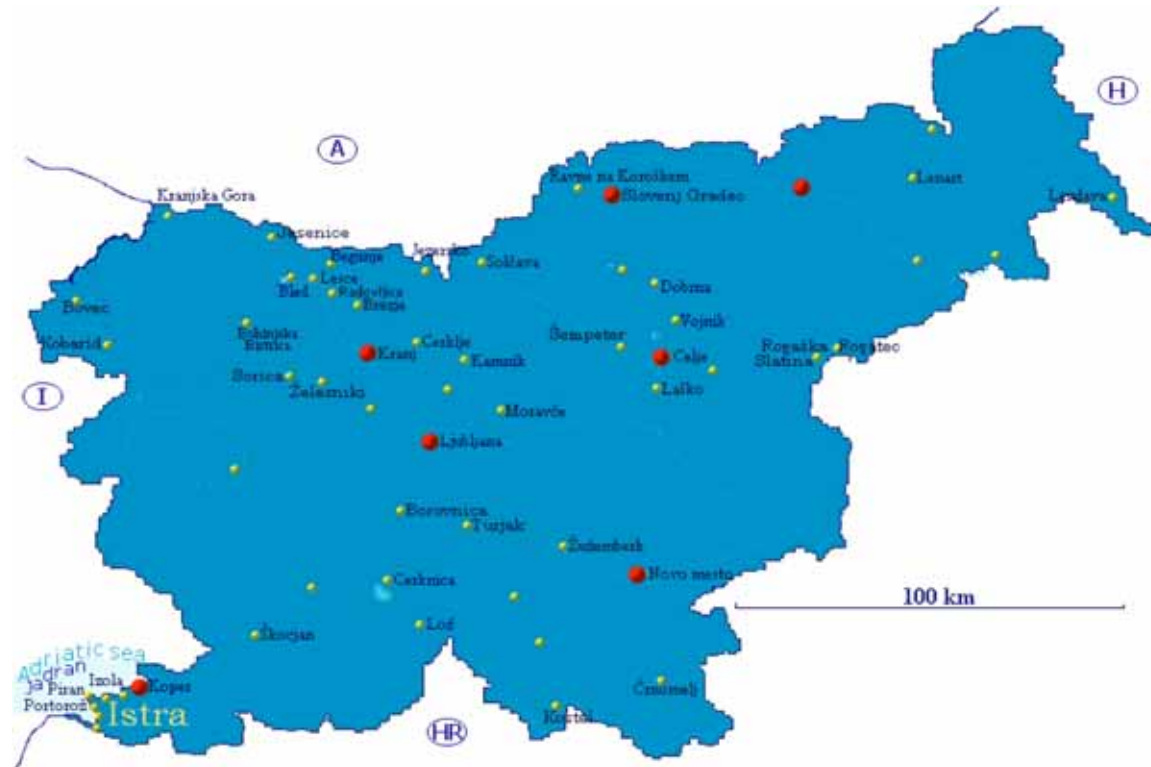 H
A
Ravne na Koroškem
Slovenj Gradec
Lenart
Kranjska Gora
Lendava
Jesenice
Begunje
Jezersko
Solčava
Bled
Lesce
Radovljica
Dobrna
Bovec
Brezje
Vojnik
Bohinjska
Bistrica
Šempeter
Kobarid
Cerklje
Kranj
Kamnik
Celje
Rogaška
Slatina
Rogatec
Sorica
Železniki
Laško
I
Moravče
Ljubljana
Borovnica
Turjak
Žužemberk
Cerknica
Novo mesto
100 km
Lož
Škocjan
Adriatic sea
Jadran
Izola
Piran
Koper
Portorož
Istra
Črnomelj
Kostel
HR